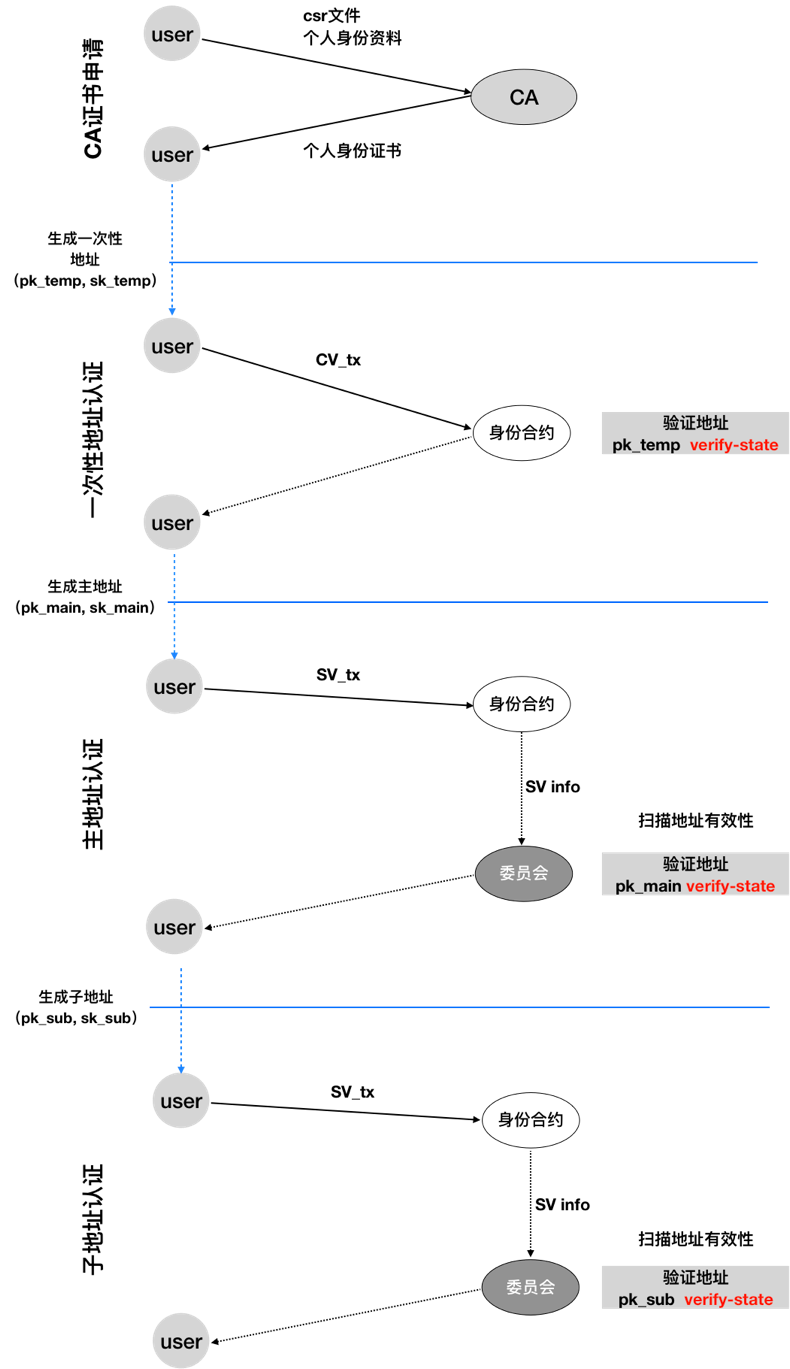 user
csr文件
个人身份资料
CA
CA证书申请
user
个人身份证书
生成一次性
地址
（pk_temp, sk_temp）
user
CV_tx
一次性地址认证
身份合约
验证地址
pk_temp verify-state
user
生成主地址
（pk_main, sk_main）
user
SV_tx
身份合约
主地址认证
SV info
扫描地址有效性
委员会
验证地址
pk_main verify-state
user
生成子地址
（pk_sub, sk_sub）
user
SV_tx
身份合约
子地址认证
SV info
扫描地址有效性
委员会
验证地址
pk_sub verify-state
user